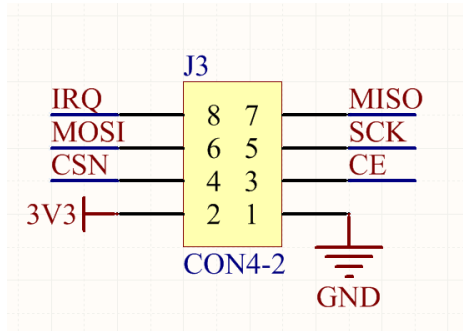 J3
IRQ 8 7 MISO
MOSI 6 5 SCK
CSN 4 3 CE
3V3 2 1
CON4-2
GND